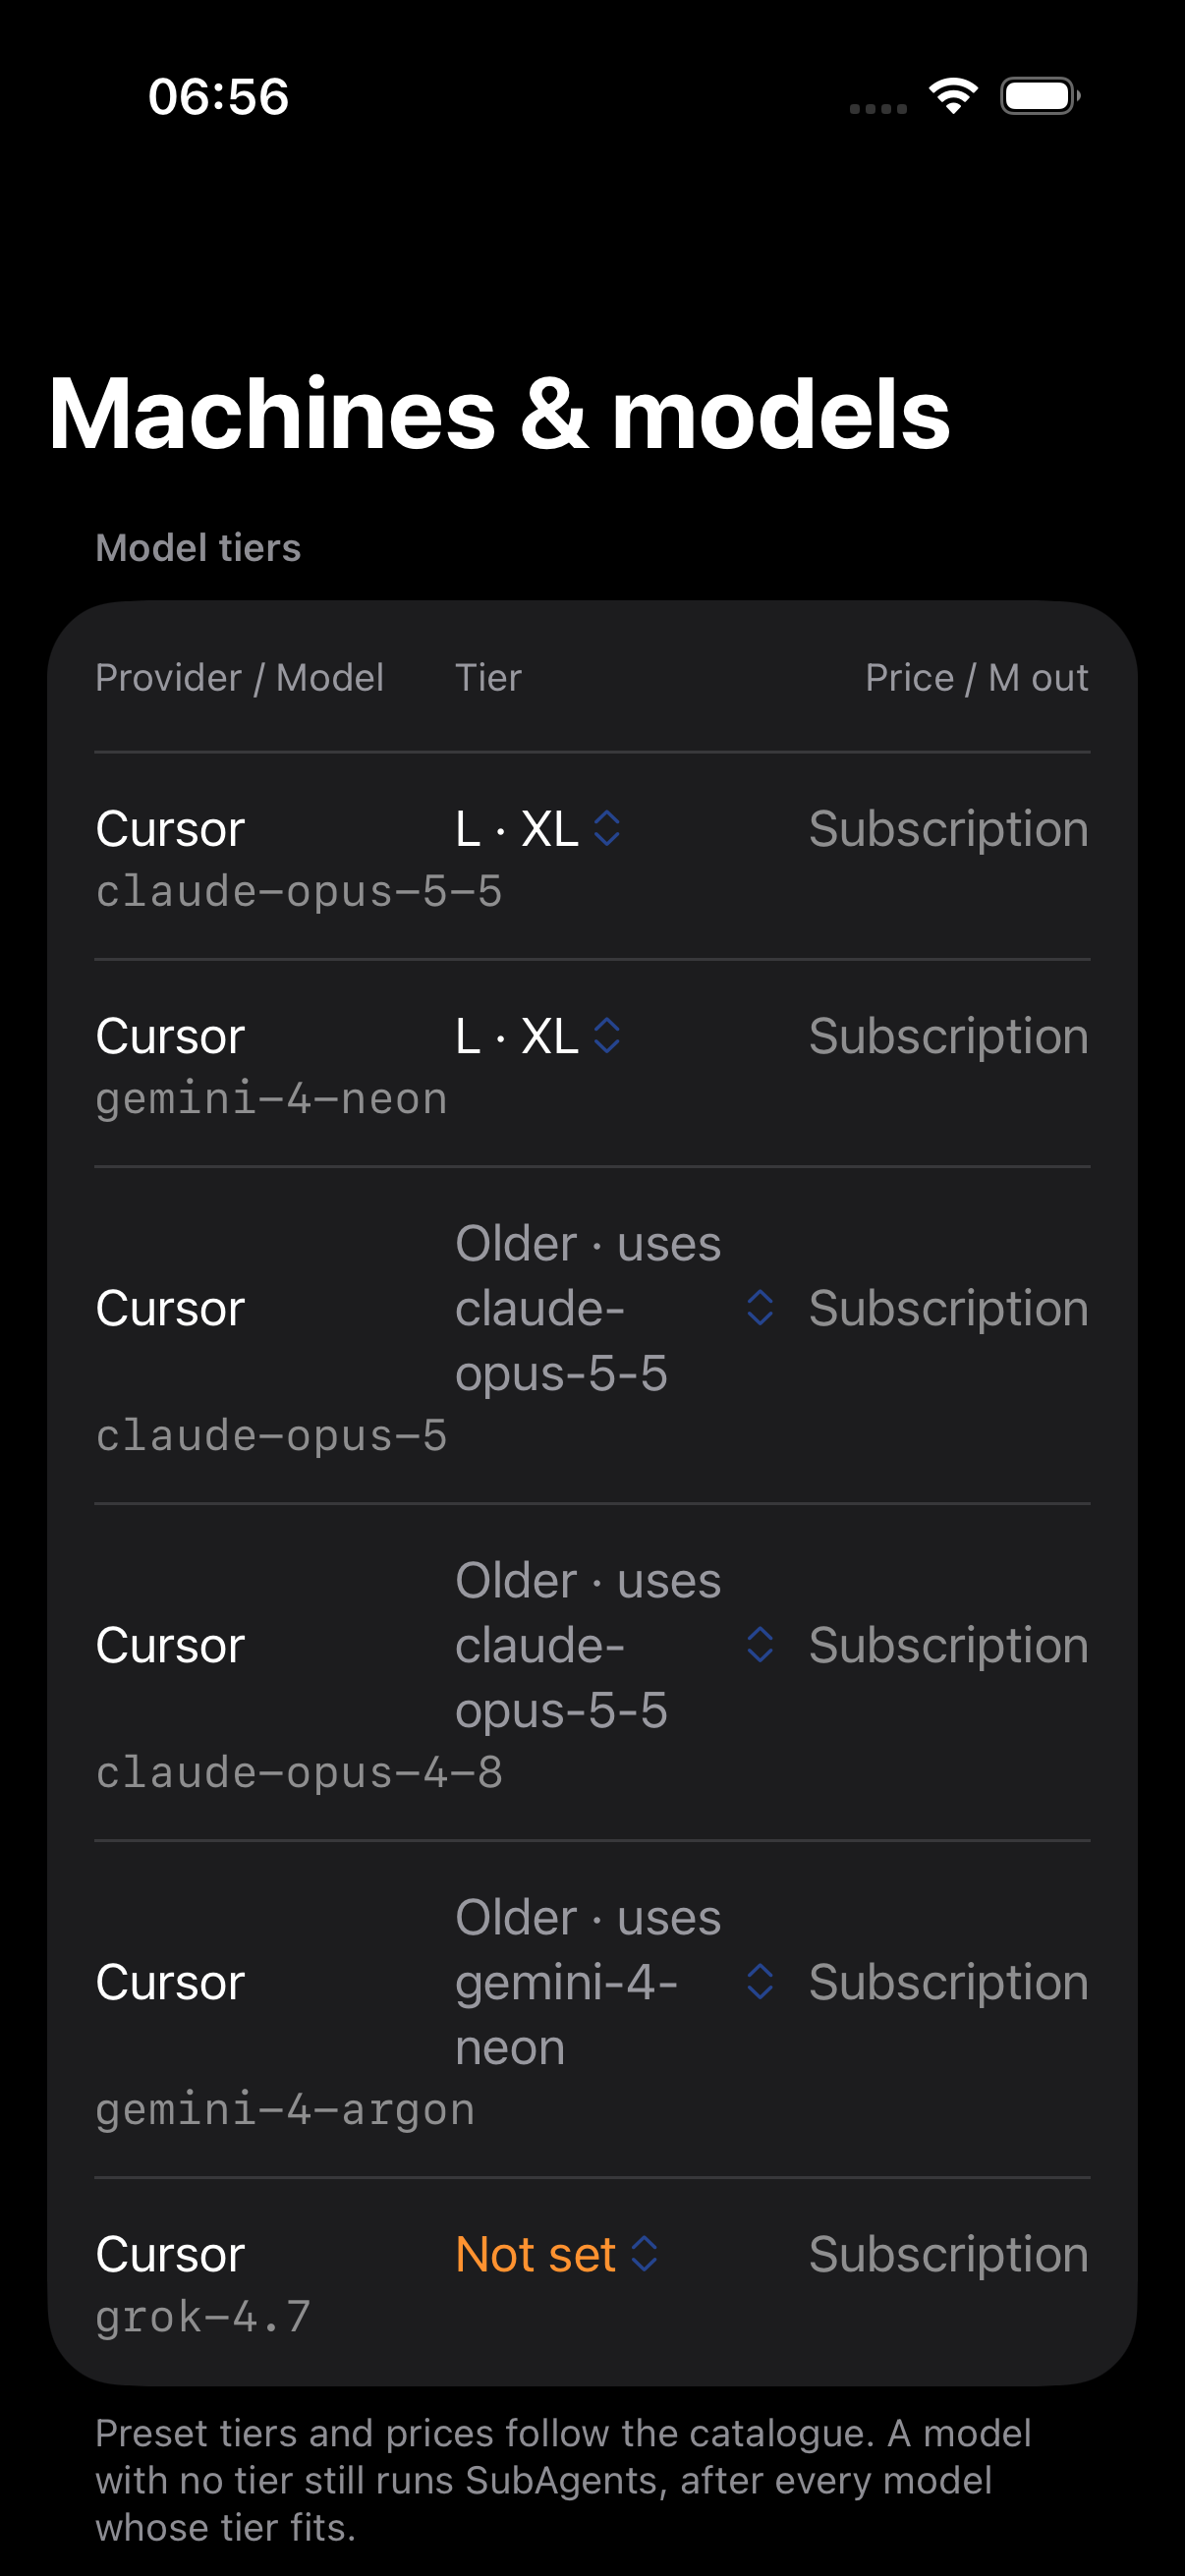 06:56
Machines & models
Model tiers
Provider / Model Tier Price / M out
Cursor L · XL Subscription
claude-opus-5-5
Cursor L · XL Subscription
gemini-4-neon
Older · uses
Cursor claude- Subscription
opus-5-5
claude-opus-5
Older · uses
Cursor claude- Subscription
opus-5-5
claude-opus-4-8
Older · uses
Cursor gemini-4- Subscription
neon
gemini-4-argon
Cursor Not set Subscription
grok-4.7
Preset tiers and prices follow the catalogue. A model
with no tier still runs SubAgents, after every model
whose tier fits.